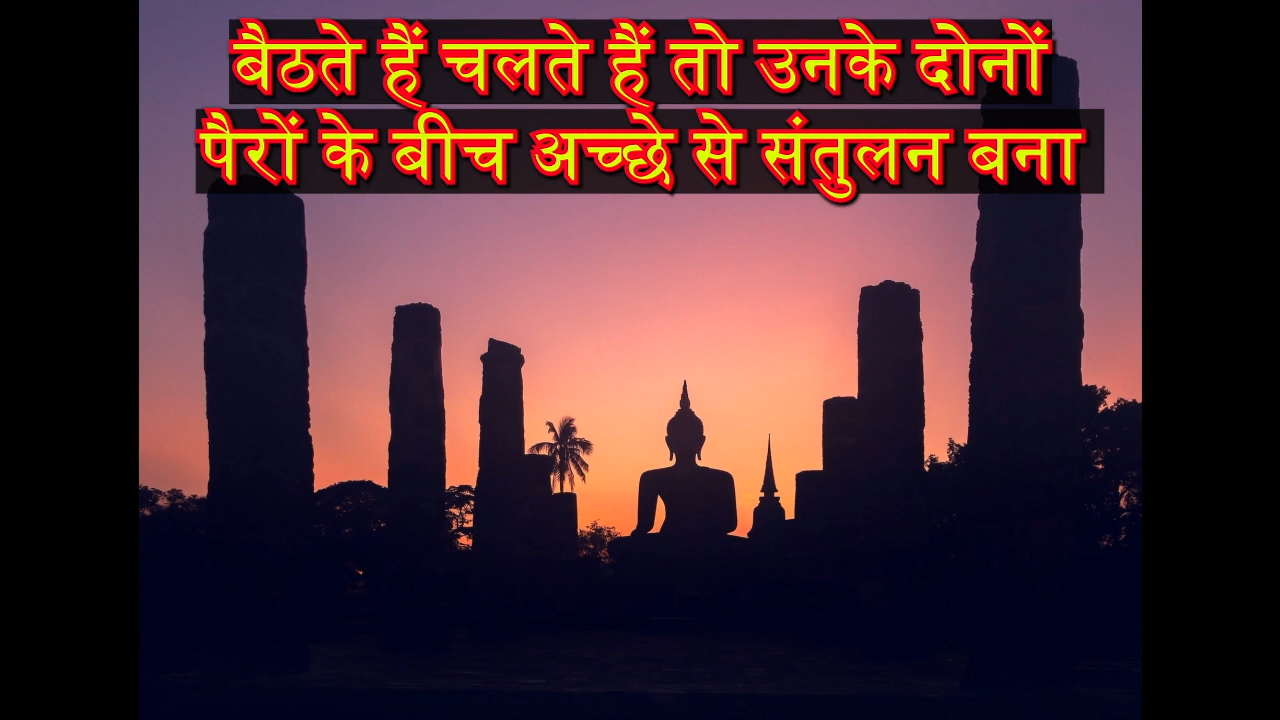 बैठते हैं चलते हैं तो उनके दोनों
पैरों के बीच अच्छे से संतुलन बना